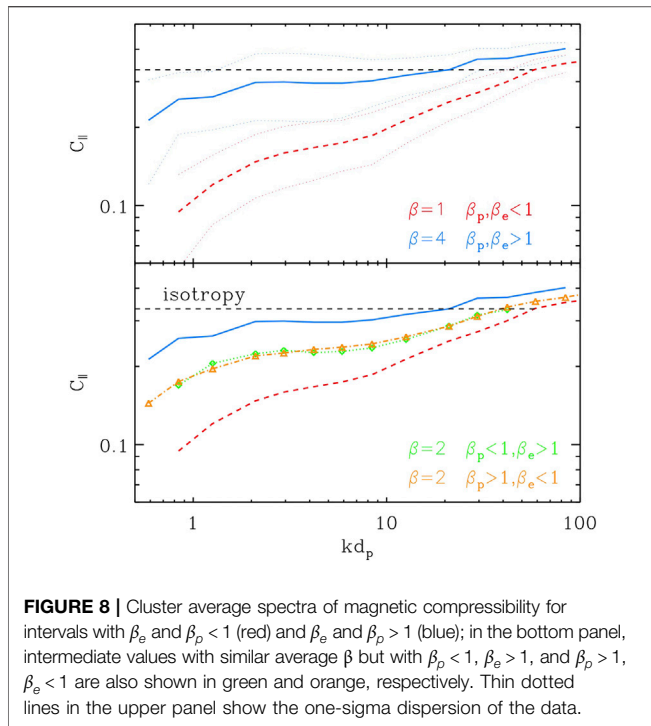 C∥
0.1
β=1 βp,βe<1
β=4 βp,βe>1
isotropy
C∥
0.1
β=2 βp<1,βe>1
β=2 βp>1,βe<1
1 10 100
kdp
FIGURE 8 | Cluster average spectra of magnetic compressibility for
intervals with βe and βp < 1 (red) and βe and βp > 1 (blue); in the bottom panel,
intermediate values with similar average β but with βp < 1, βe > 1, and βp > 1,
βe < 1 are also shown in green and orange, respectively. Thin dotted
lines in the upper panel show the one-sigma dispersion of the data.